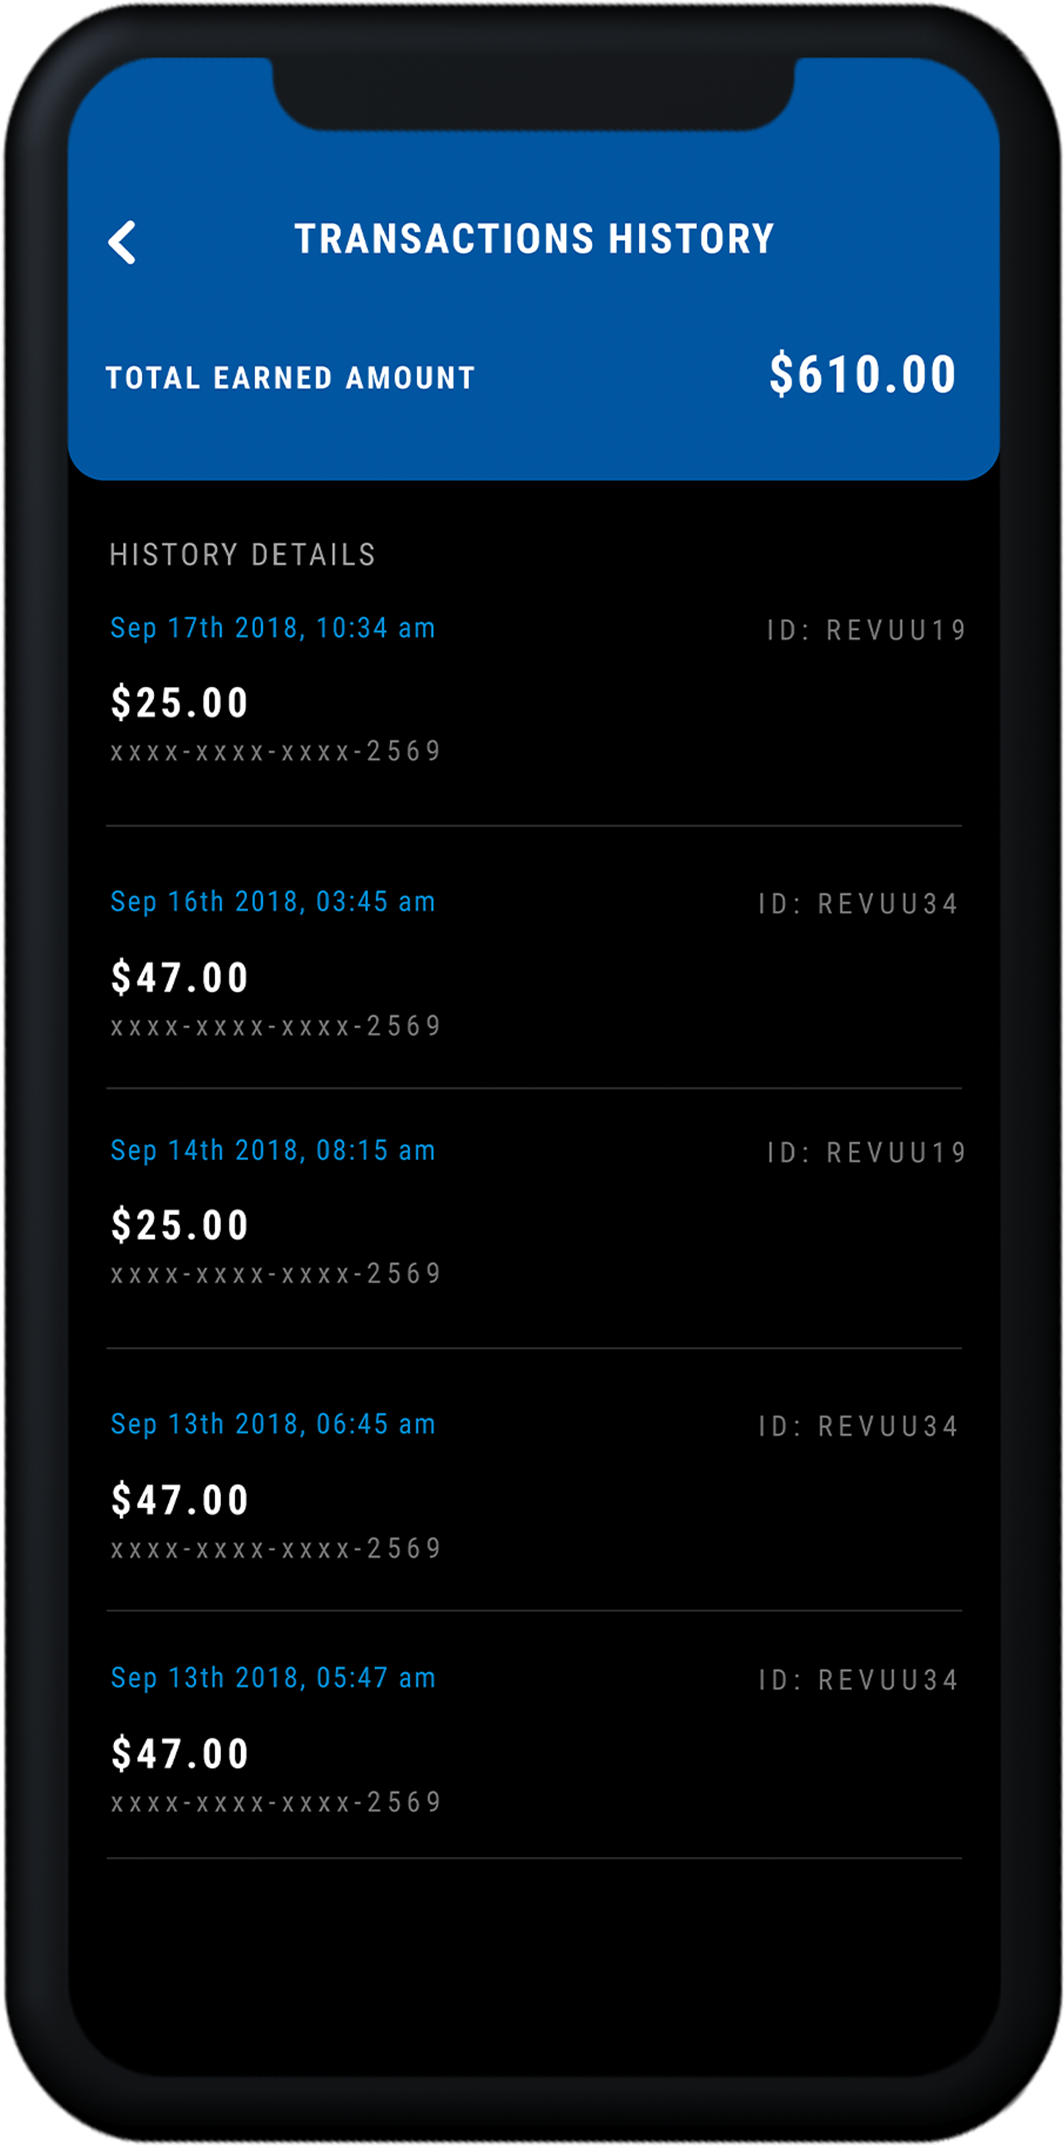 TRANSACTIONS HISTORY
TOTAL EARNED AMOUNT $610.00
HISTORY DETAILS
Sep 17th 2018, 10:34 am ID: REVUU19
$25.00
xxxx-xxxx-xxxx-2569
Sep 16th 2018, 03:45 am ID: REVUU34
$47.00
xxxx-xxxx-xxxx-2569
Sep 14th 2018, 08:15 am ID: REVUU19
$25.00
xxxx-xxxx-xxxx-2569
Sep 13th 2018, 06:45 am ID: REVUU34
$47.00
xxxx-xxxx-xxxx-2569
Sep 13th 2018, 05:47 am ID: REVUU34
$47.00
xxxx-xxxx-xxxx-2569